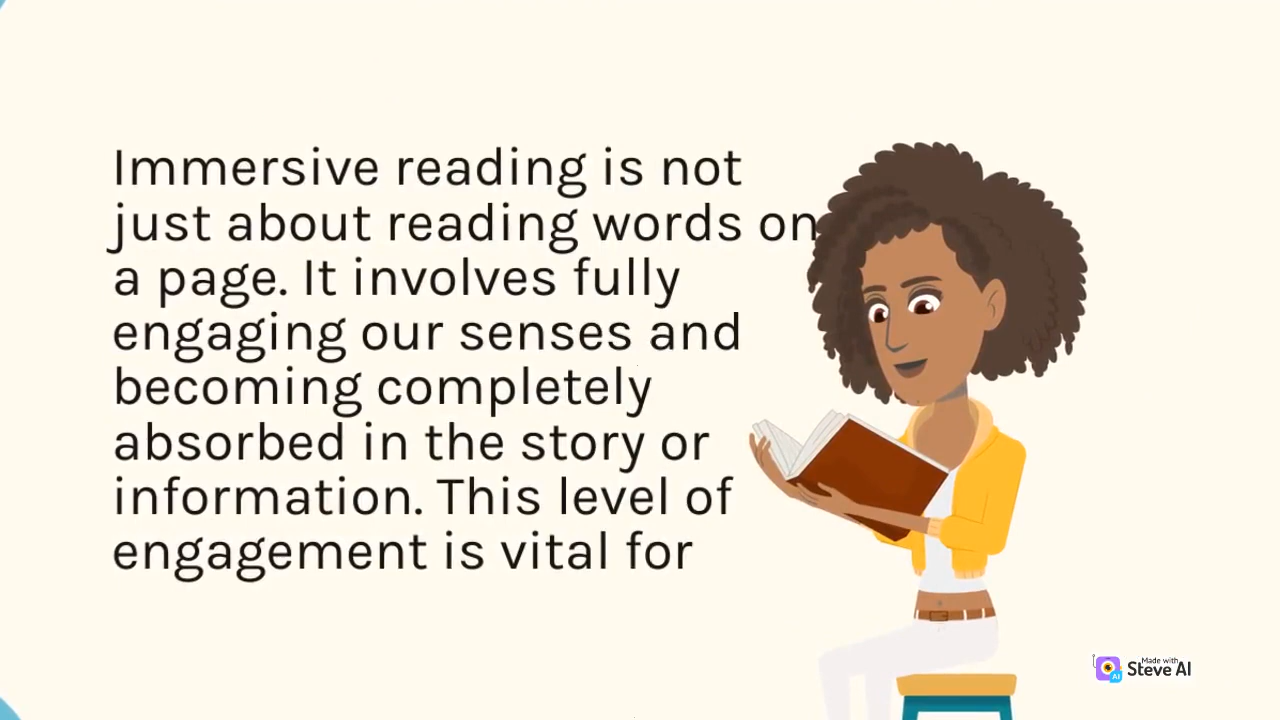 Immersive reading is not
just about reading words on
a page. It involves fully
engaging our senses and
becoming completely
absorbed in the story or
information. This level of
engagement is vital for
Made with
Steve AI
AI